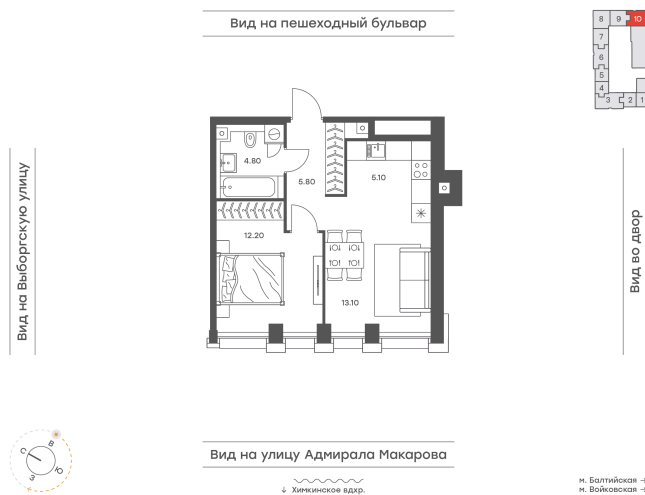 Вид на пешеходный бульвар
8 9 10
7
6
5
4
3 2 1
Вид на Выборгскую улицу
4.80
5.80
5.10
12.20
13.10
Вид во двор
С В Ю З
Вид на улицу Адмирала Макарова
↓ Химкинское вдхр.
м. Балтийская
м. Войковская